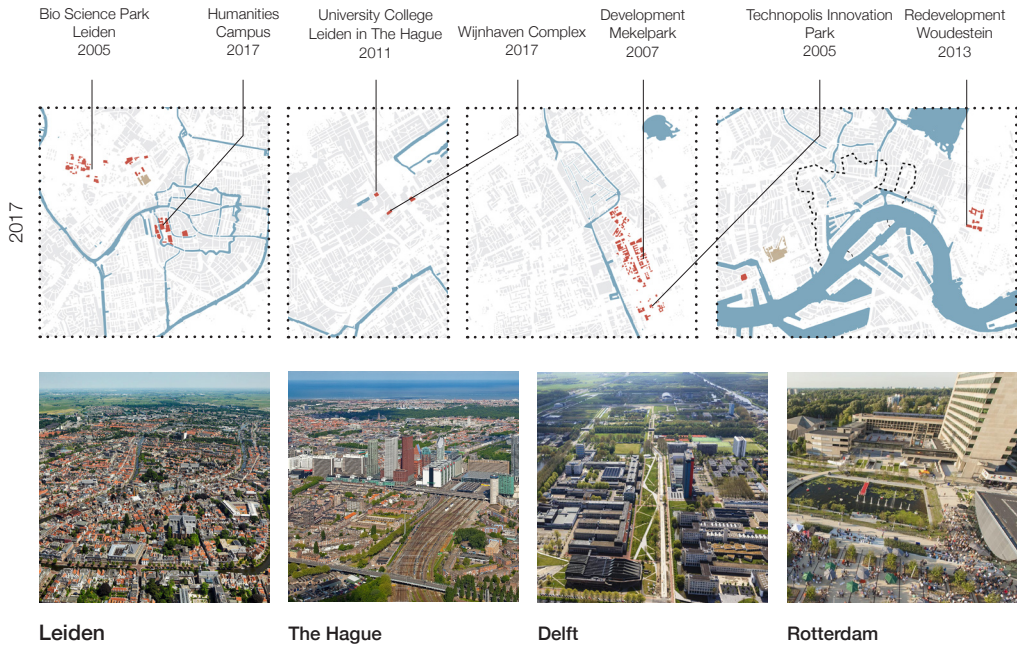 Bio Science Park
Leiden
2005
Humanities
Campus
2017
University College
Leiden in The Hague
2011
Wijnhaven Complex
2017
Development
Mekelpark
2007
Technopolis Innovation
Park
2005
Redevelopment
Woudestein
2013
2017
Leiden
The Hague
Delft
Rotterdam